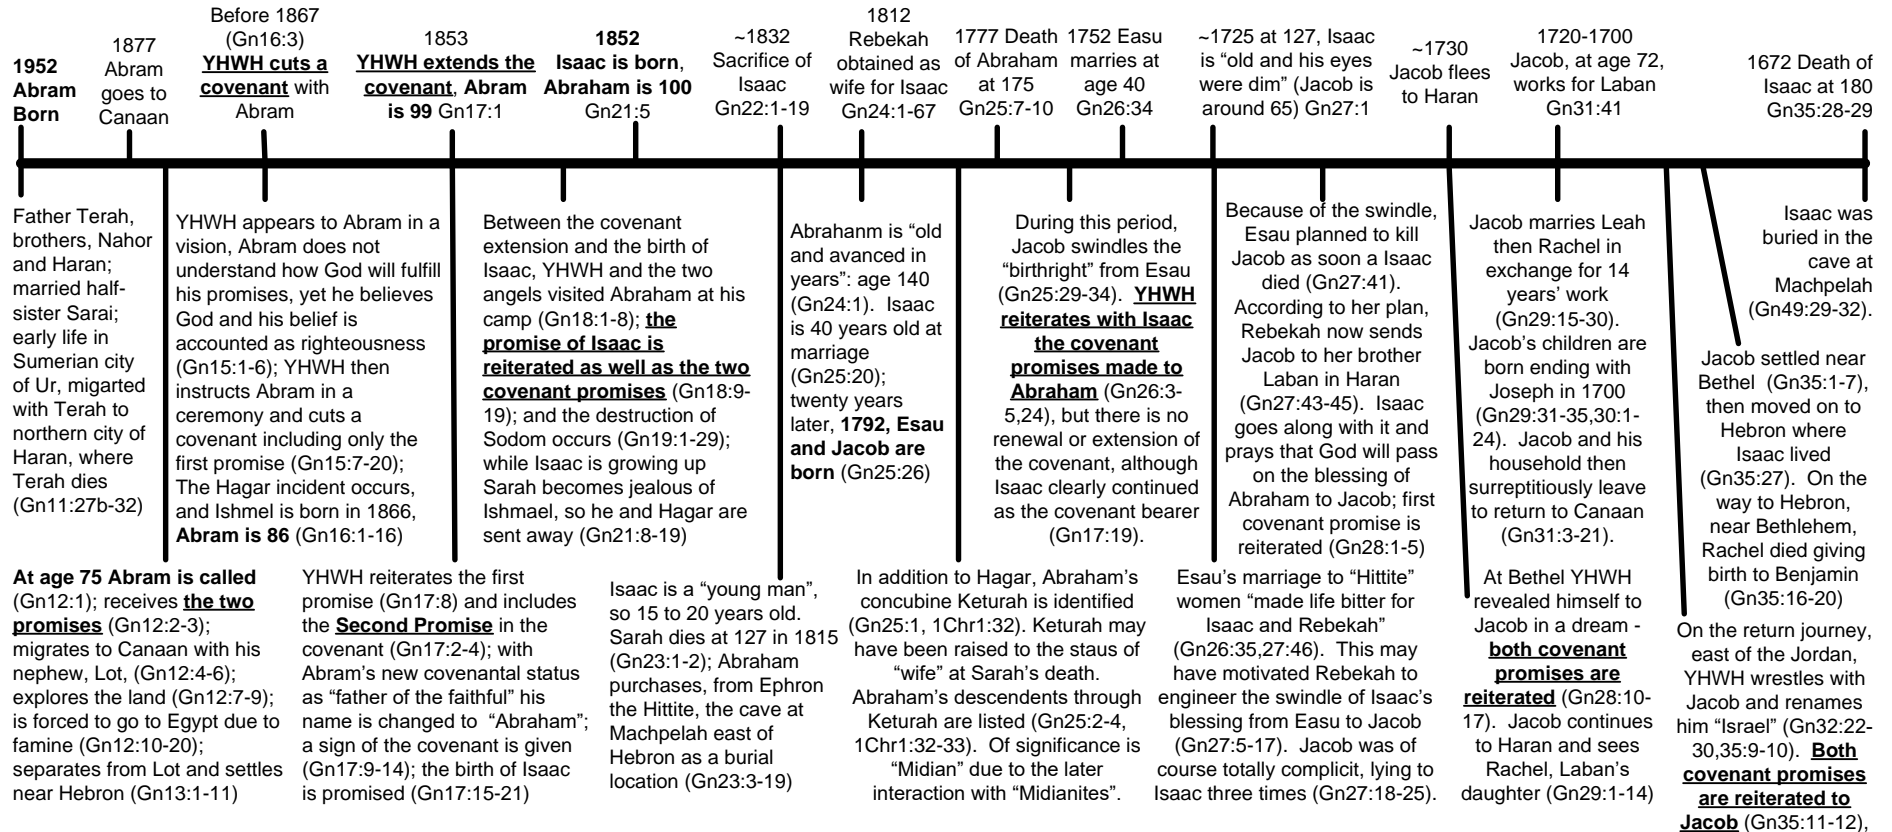 1952
Abram
Born
1877
Abram
goes to
Canaan
Before 1867
(Gn16:3)
YHWH cuts a
covenant with
Abram
1853
YHWH extends the
covenant, Abram
is 99 Gn17:1
1852
Isaac is born,
Abraham is 100
Gn21:5
~1832
Sacrifice of
Isaac
Gn22:1-19
1812
Rebekah
obtained as
wife for Isaac
Gn24:1-67
1777 Death
of Abraham
at 175
Gn25:7-10
1752 Easu
marries at
age 40
Gn26:34
~1725 at 127, Isaac
is “old and his eyes
were dim” (Jacob is
around 65) Gn27:1
~1730
Jacob flees
to Haran
1720-1700
Jacob, at age 72,
works for Laban
Gn31:41
1672 Death of
Isaac at 180
Gn35:28-29
Father Terah,
brothers, Nahor
and Haran;
married half-
sister Sarai;
early life in
Sumerian city
of Ur, migarted
with Terah to
northern city of
Haran, where
Terah dies
(Gn11:27b-32)
YHWH appears to Abram in a
vision, Abram does not
understand how God will fulfill
his promises, yet he believes
God and his belief is
accounted as righteousness
(Gn15:1-6); YHWH then
instructs Abram in a
ceremony and cuts a
covenant including only the
first promise (Gn15:7-20);
The Hagar incident occurs,
and Ishmel is born in 1866,
Abram is 86 (Gn16:1-16)
Between the covenant
extension and the birth of
Isaac, YHWH and the two
angels visited Abraham at his
camp (Gn18:1-8); the
promise of Isaac is
reiterated as well as the two
covenant promises (Gn18:9-
19); and the destruction of
Sodom occurs (Gn19:1-29);
while Isaac is growing up
Sarah becomes jealous of
Ishmael, so he and Hagar are
sent away (Gn21:8-19)
Abrahanm is “old
and avanced in
years”: age 140
(Gn24:1). Isaac
is 40 years old at
marriage
(Gn25:20);
twenty years
later, 1792, Esau
and Jacob are
born (Gn25:26)
During this period,
Jacob swindles the
“birthright” from Esau
(Gn25:29-34). YHWH
reiterates with Isaac
the covenant
promises made to
Abraham (Gn26:3-
5,24), but there is no
renewal or extension of
the covenant, although
Isaac clearly continued
as the covenant bearer
(Gn17:19).
Because of the swindle,
Esau planned to kill
Jacob as soon a Isaac
died (Gn27:41).
According to her plan,
Rebekah now sends
Jacob to her brother
Laban in Haran
(Gn27:43-45). Isaac
goes along with it and
prays that God will pass
on the blessing of
Abraham to Jacob; first
covenant promise is
reiterated (Gn28:1-5)
Jacob marries Leah
then Rachel in
exchange for 14
years’ work
(Gn29:15-30).
Jacob’s children are
born ending with
Joseph in 1700
(Gn29:31-35,30:1-
24). Jacob and his
household then
surreptitiously leave
to return to Canaan
(Gn31:3-21).
Isaac was
buried in the
cave at
Machpelah
(Gn49:29-32).
Jacob settled near
Bethel (Gn35:1-7),
then moved on to
Hebron where
Isaac lived
(Gn35:27). On the
way to Hebron,
near Bethlehem,
Rachel died giving
birth to Benjamin
(Gn35:16-20)
At age 75 Abram is called
(Gn12:1); receives the two
promises (Gn12:2-3);
migrates to Canaan with his
nephew, Lot, (Gn12:4-6);
explores the land (Gn12:7-9);
is forced to go to Egypt due to
famine (Gn12:10-20);
separates from Lot and settles
near Hebron (Gn13:1-11)
YHWH reiterates the first
promise (Gn17:8) and includes
the Second Promise in the
covenant (Gn17:2-4); with
Abram’s new covenantal status
as “father of the faithful” his
name is changed to “Abraham”;
a sign of the covenant is given
(Gn17:9-14); the birth of Isaac
is promised (Gn17:15-21)
Isaac is a “young man”,
so 15 to 20 years old.
Sarah dies at 127 in 1815
(Gn23:1-2); Abraham
purchases, from Ephron
the Hittite, the cave at
Machpelah east of
Hebron as a burial
location (Gn23:3-19)
In addition to Hagar, Abraham’s
concubine Keturah is identified
(Gn25:1, 1Chr1:32). Keturah may
have been raised to the staus of
“wife” at Sarah’s death.
Abraham’s descendents through
Keturah are listed (Gn25:2-4,
1Chr1:32-33). Of significance is
“Midian” due to the later
interaction with “Midianites”.
Esau’s marriage to “Hittite”
women “made life bitter for
Isaac and Rebekah”
(Gn26:35,27:46). This may
have motivated Rebekah to
engineer the swindle of Isaac’s
blessing from Easu to Jacob
(Gn27:5-17). Jacob was of
course totally complicit, lying to
Isaac three times (Gn27:18-25).
At Bethel YHWH
revealed himself to
Jacob in a dream -
both covenant
promises are
reiterated (Gn28:10-
17). Jacob continues
to Haran and sees
Rachel, Laban’s
daughter (Gn29:1-14)
On the return journey,
east of the Jordan,
YHWH wrestles with
Jacob and renames
him “Israel” (Gn32:22-
30,35:9-10). Both
covenant promises
are reiterated to
Jacob (Gn35:11-12),